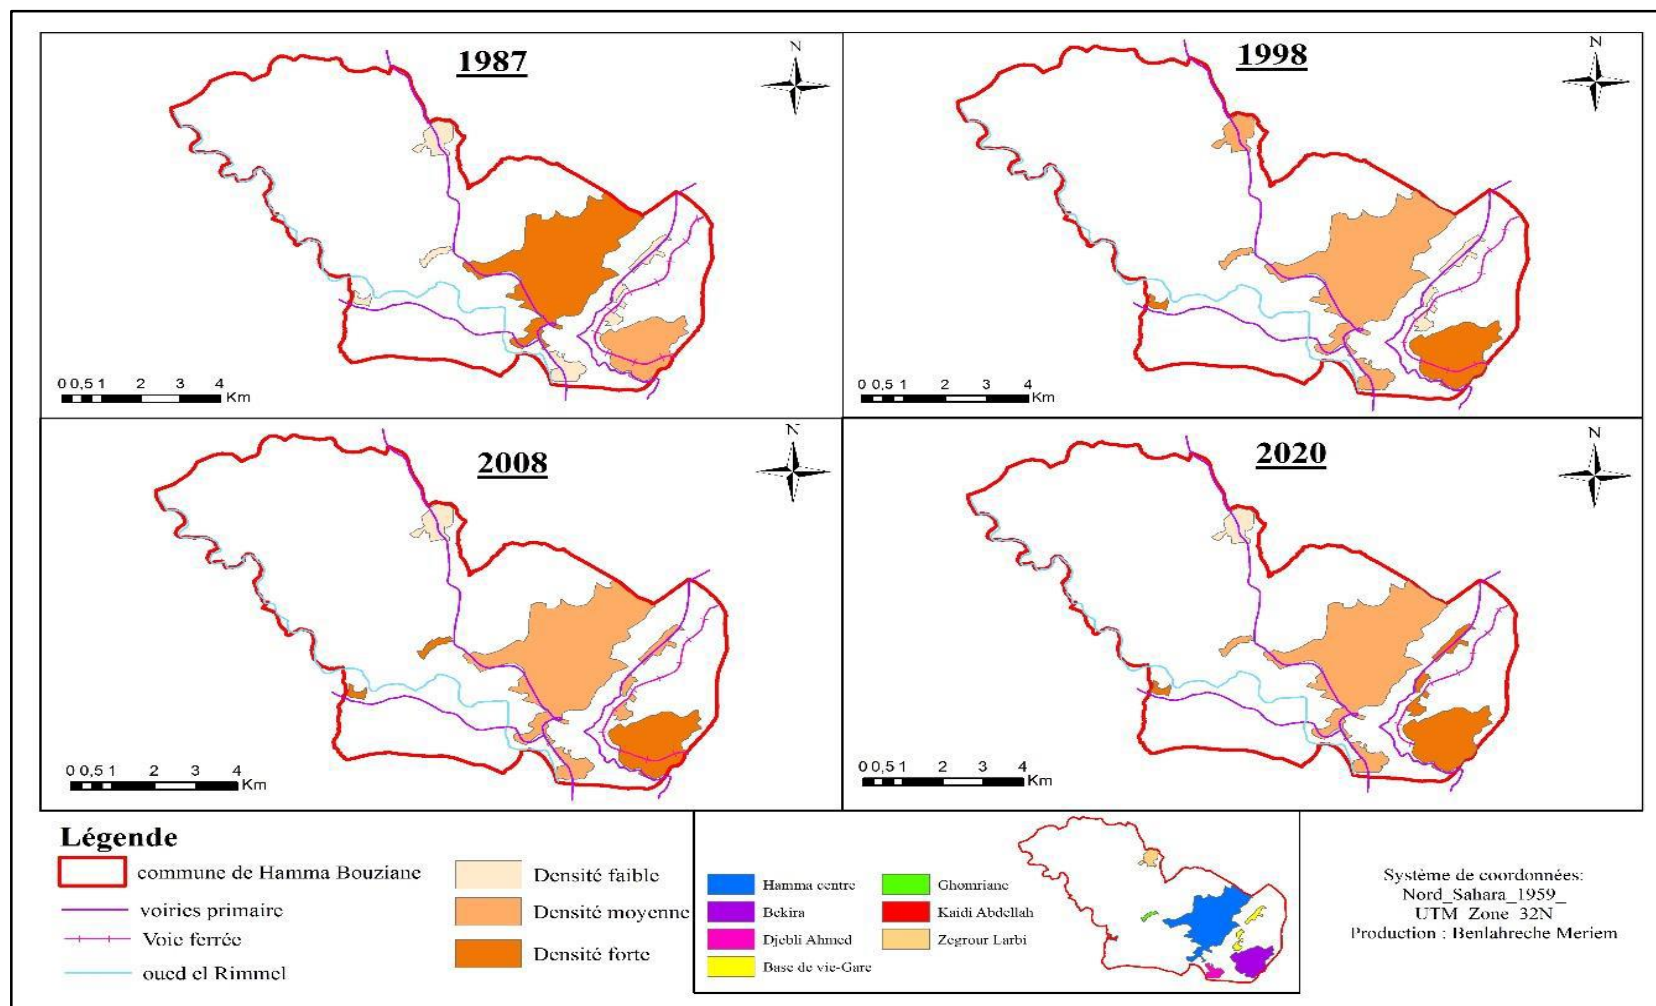 1987
N
0 0,5 1 2 3 4
Km
1998
N
0 0,5 1 2 3 4
Km
2008
N
0 0,5 1 2 3 4
Km
2020
N
0 0,5 1 2 3 4
Km
Légende
commune de Hamma Bouziane
voiries primaire
Voie ferrée
oued el Rimmel
Densité faible
Densité moyenne
Densité forte
Hamma centre
Bekira
Djebli Ahmed
Base de vie-Gare
Ghomriane
Kaidi Abdellah
Zegrour Larbi
Système de coordonnées:
Nord_Sahara_1959_
UTM_Zone_32N
Production : Benlahreche Meriem